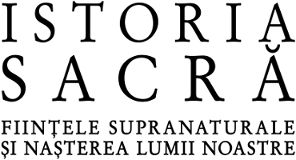 ISTORIA
SACRĂ
FIINȚELE SUPRANATURALE
ȘI NAȘTEREA LUMII NOASTRE